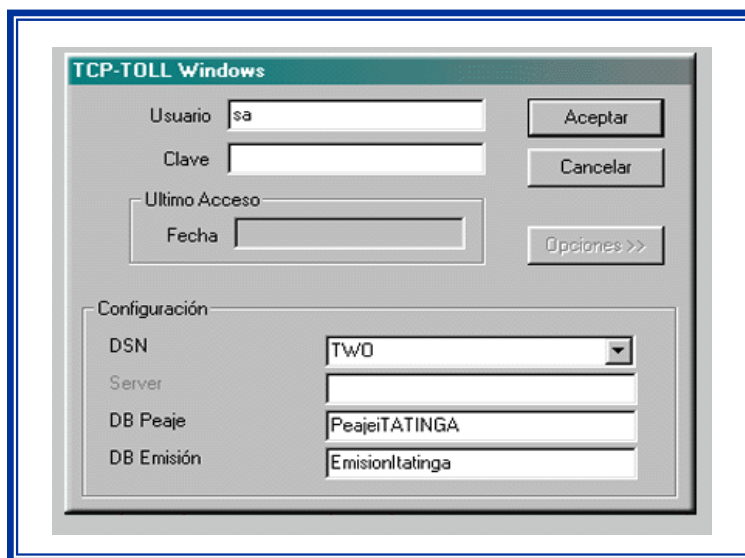 TCP-TOLL Windows
Usuario sa Aceptar
Clave Cancelar
Ultimo Acceso
Fecha Opciones >>
Configuración
DSN TWO
Server
DB Peaje PeajeiTATINGA
DB Emisión EmisionItatinga